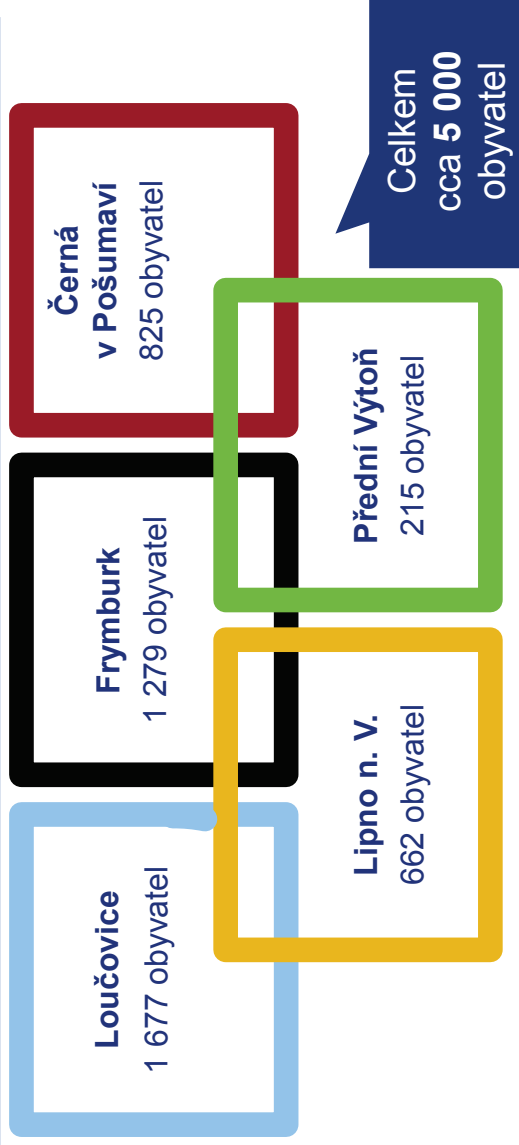 Loučovice
1 677 obyvatel
Frymburk
1 279 obyvatel
Černá
v Pošumaví
825 obyvatel
Lipno n. V.
662 obyvatel
Přední Výtoň
215 obyvatel
Celkem
cca 5 000
obyvatel